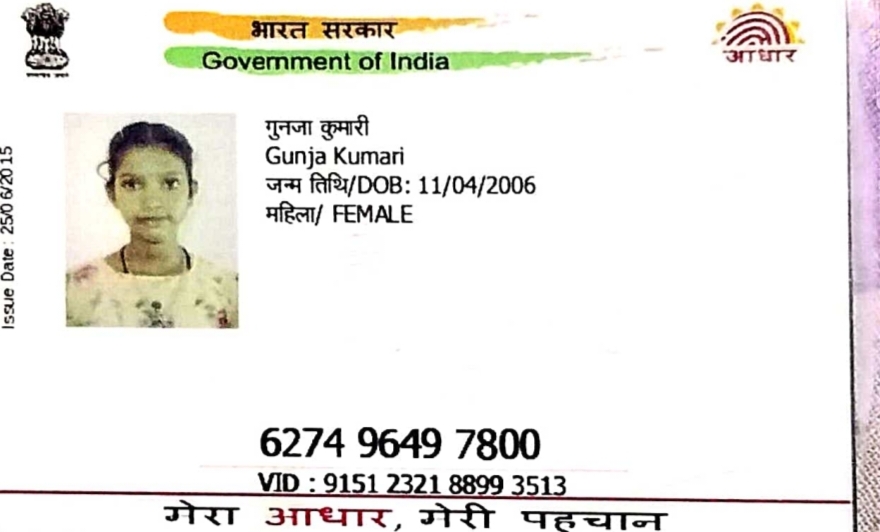 भारत सरकार
Government of India
आधार
Issue Date: 25/06/2015
गुनजा कुमारी
Gunja Kumari
जन्म तिथि/DOB: 11/04/2006
महिला/ FEMALE
6274 9649 7800
VID : 9151 2321 8899 3513
मेरा आधार, मेरी पहचान